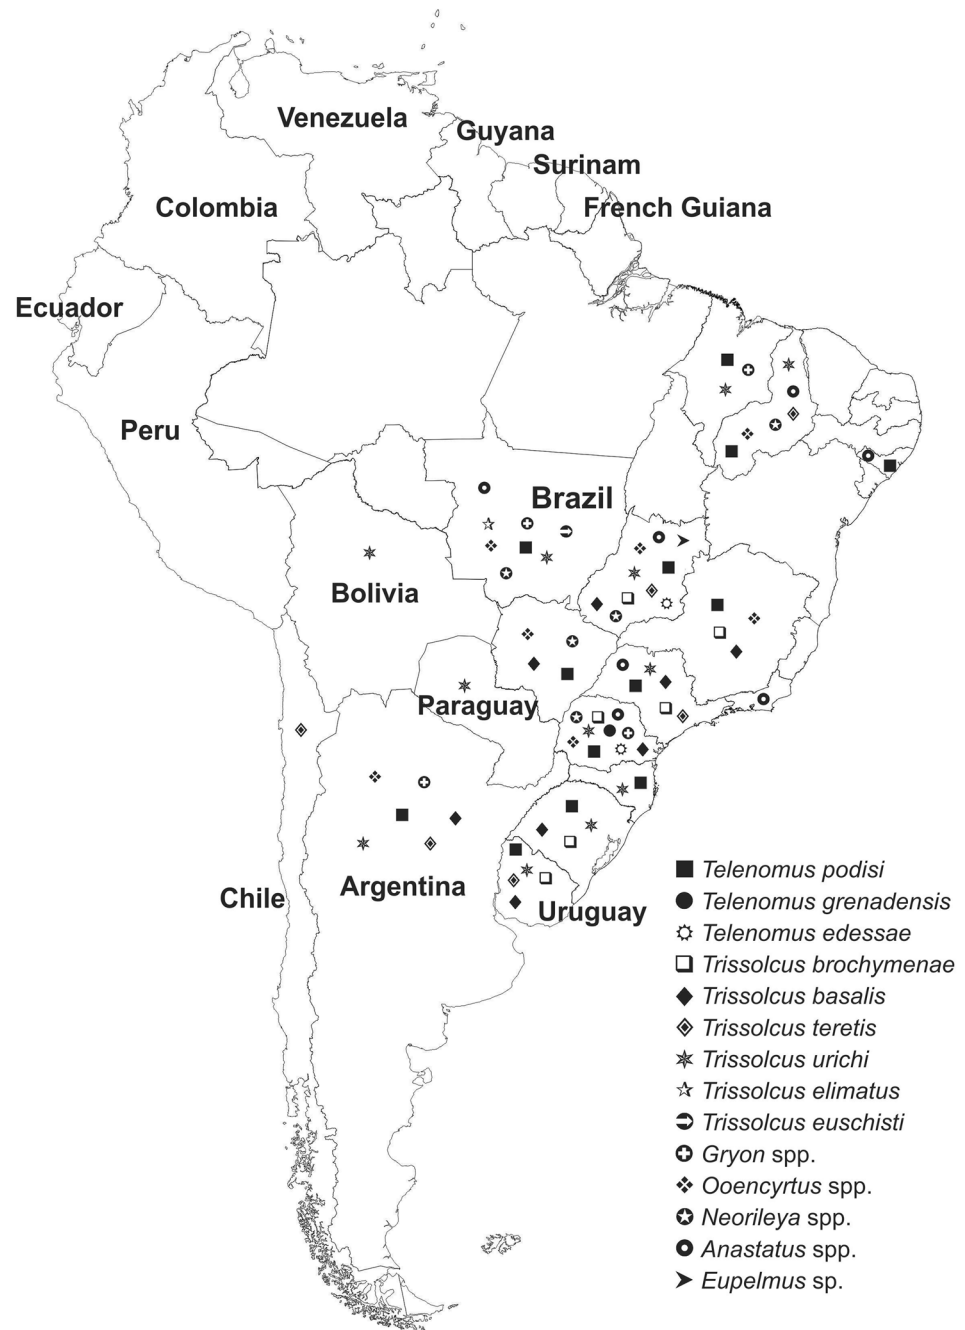 Venezuela
Guyana
Surinam
Colombia
French Guiana
Ecuador
Peru
Brazil
Bolivia
Paraguay
Chile
Argentina
Uruguay
Telenomus podisi
Telenomus grenadensis
Telenomus edessae
Trissolcus brochymenae
Trissolcus basalis
Trissolcus teretis
Trissolcus urichi
Trissolcus elimatus
Trissolcus euschisti
Gryon spp.
Ooencyrtus spp.
Neorileya spp.
Anastatus spp.
Eupelmus sp.